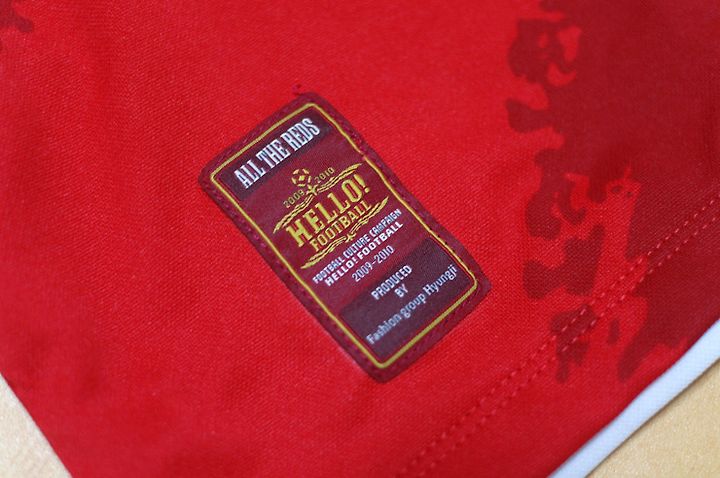 ALL THE REDS
2009 2010
HELLO!
FOOTBALL
FOOTBALL CULTURE CAMPAIGN
HELLO! FOOTBALL
2009-2010
PRODUCED
BY
Fashion group Hyungji